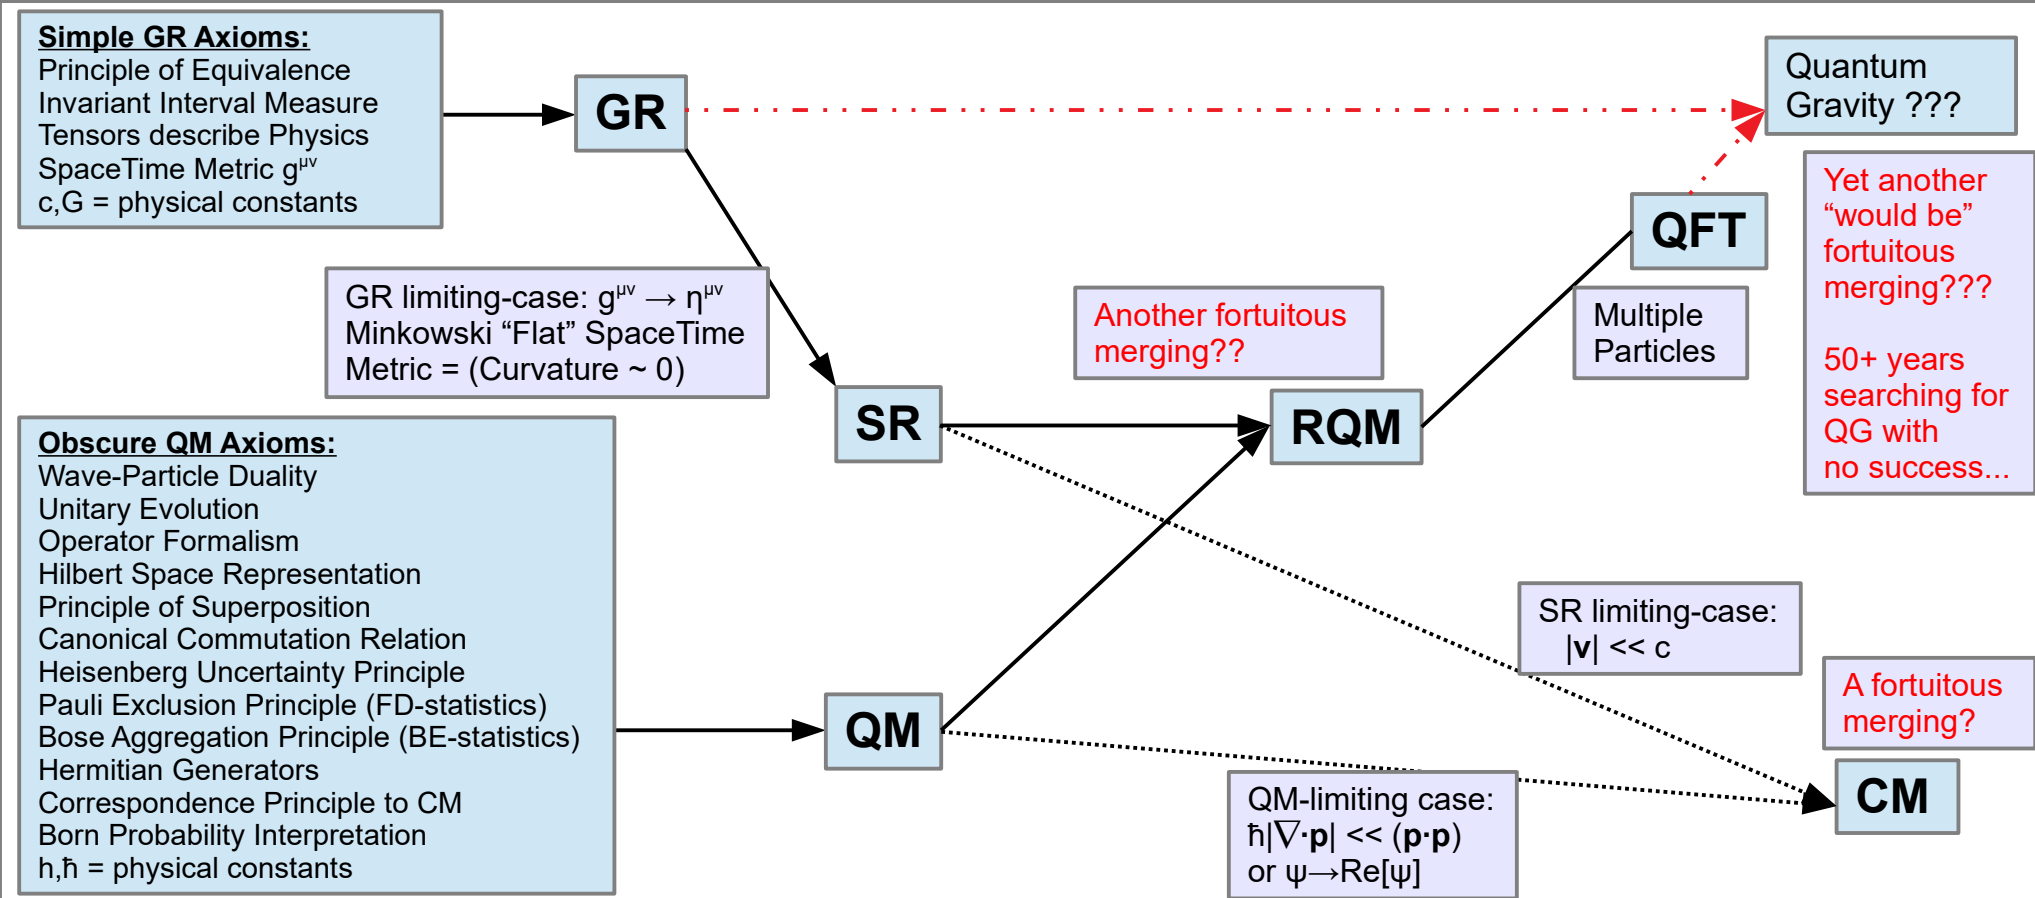 Simple GR Axioms:
Principle of Equivalence
Invariant Interval Measure
Tensors describe Physics
SpaceTime Metric g^μν
c,G = physical constants
GR
Quantum
Gravity ???
Yet another
“would be”
fortuitous
merging???
50+ years
searching for
QG with
no success...
QFT
Multiple
Particles
GR limiting-case: g^μν → η^μν
Minkowski “Flat” SpaceTime
Metric = (Curvature ~ 0)
Another fortuitous
merging??
SR
RQM
Obscure QM Axioms:
Wave-Particle Duality
Unitary Evolution
Operator Formalism
Hilbert Space Representation
Principle of Superposition
Canonical Commutation Relation
Heisenberg Uncertainty Principle
Pauli Exclusion Principle (FD-statistics)
Bose Aggregation Principle (BE-statistics)
Hermitian Generators
Correspondence Principle to CM
Born Probability Interpretation
h,ħ = physical constants
QM
SR limiting-case:
|v| << c
A fortuitous
merging?
CM
QM-limiting case:
ħ|∇·p| << (p·p)
or ψ→Re[ψ]